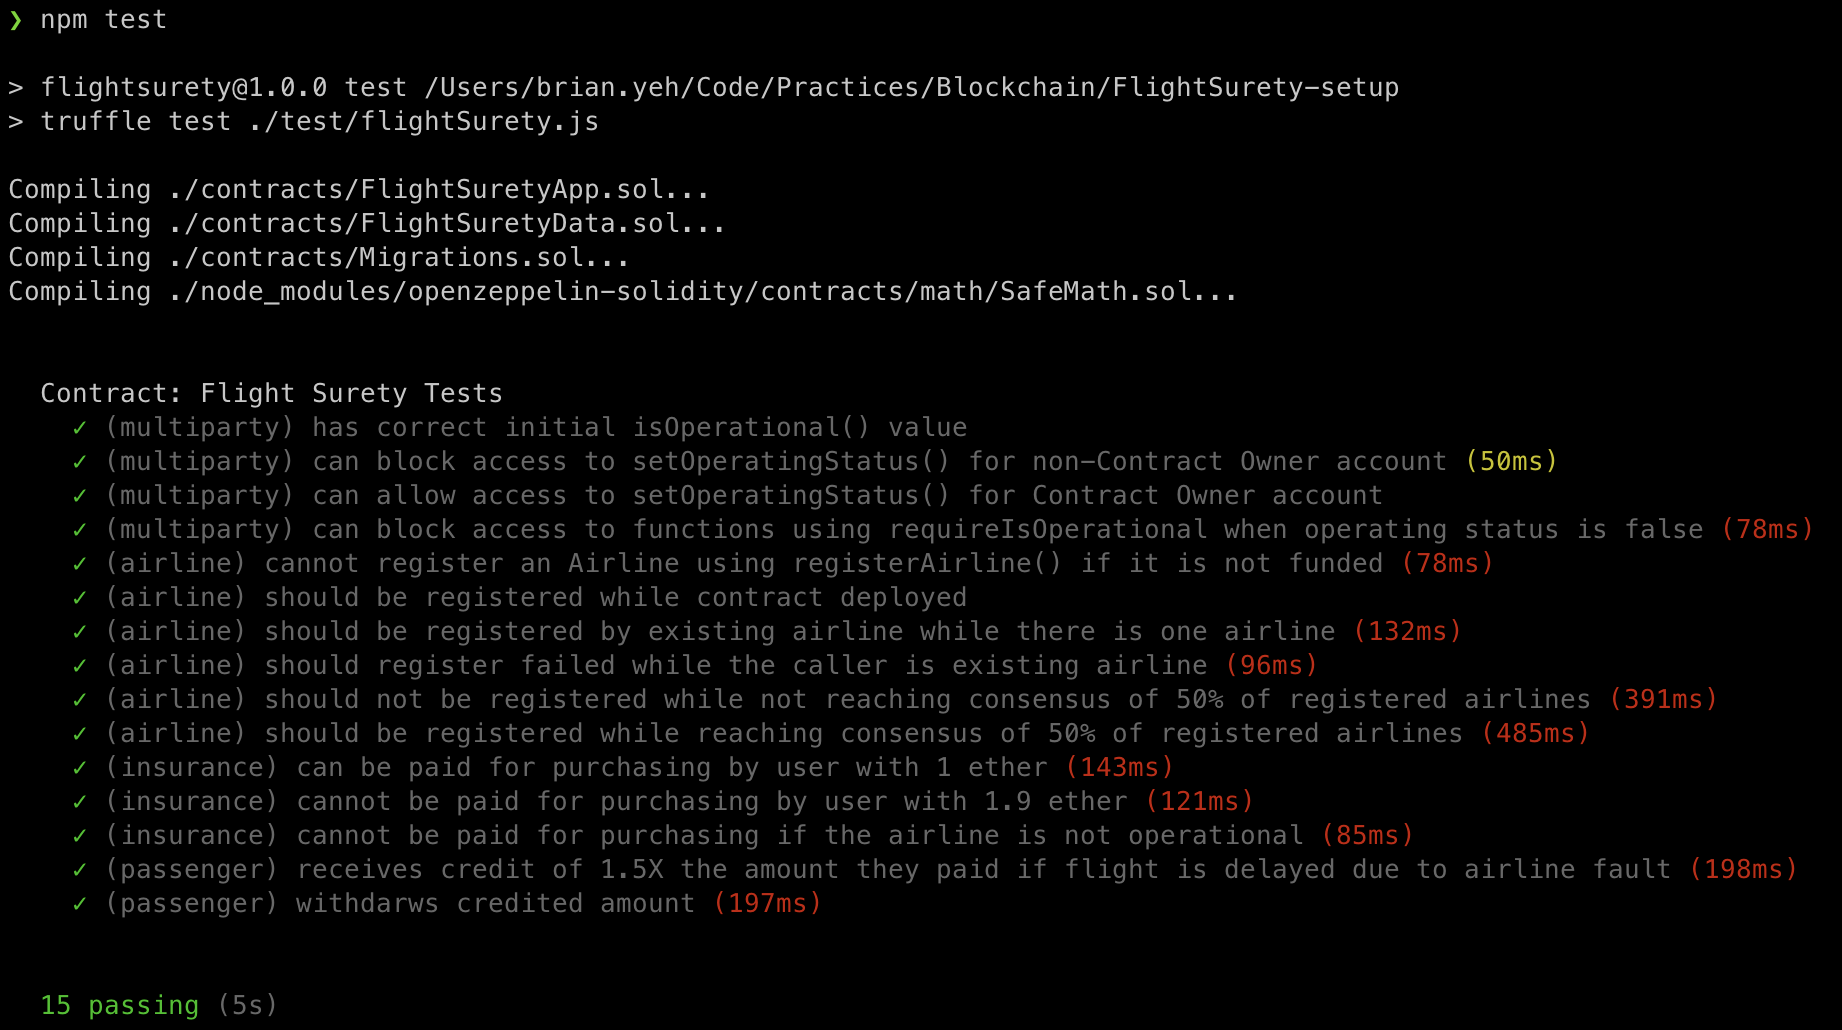 ❯ npm test
> flightsurety@1.0.0 test /Users/brian.yeh/Code/Practices/Blockchain/FlightSurety-setup
> truffle test ./test/flightSurety.js
Compiling ./contracts/FlightSuretyApp.sol...
Compiling ./contracts/FlightSuretyData.sol...
Compiling ./contracts/Migrations.sol...
Compiling ./node_modules/openzeppelin-solidity/contracts/math/SafeMath.sol...
Contract: Flight Surety Tests
✓ (multiparty) has correct initial isOperational() value
✓ (multiparty) can block access to setOperatingStatus() for non-Contract Owner account (50ms)
✓ (multiparty) can allow access to setOperatingStatus() for Contract Owner account
✓ (multiparty) can block access to functions using requireIsOperational when operating status is false (78ms)
✓ (airline) cannot register an Airline using registerAirline() if it is not funded (78ms)
✓ (airline) should be registered while contract deployed
✓ (airline) should be registered by existing airline while there is one airline (132ms)
✓ (airline) should register failed while the caller is existing airline (96ms)
✓ (airline) should not be registered while not reaching consensus of 50% of registered airlines (391ms)
✓ (airline) should be registered while reaching consensus of 50% of registered airlines (485ms)
✓ (insurance) can be paid for purchasing by user with 1 ether (143ms)
✓ (insurance) cannot be paid for purchasing by user with 1.9 ether (121ms)
✓ (insurance) cannot be paid for purchasing if the airline is not operational (85ms)
✓ (passenger) receives credit of 1.5X the amount they paid if flight is delayed due to airline fault (198ms)
✓ (passenger) withdarws credited amount (197ms)
15 passing (5s)